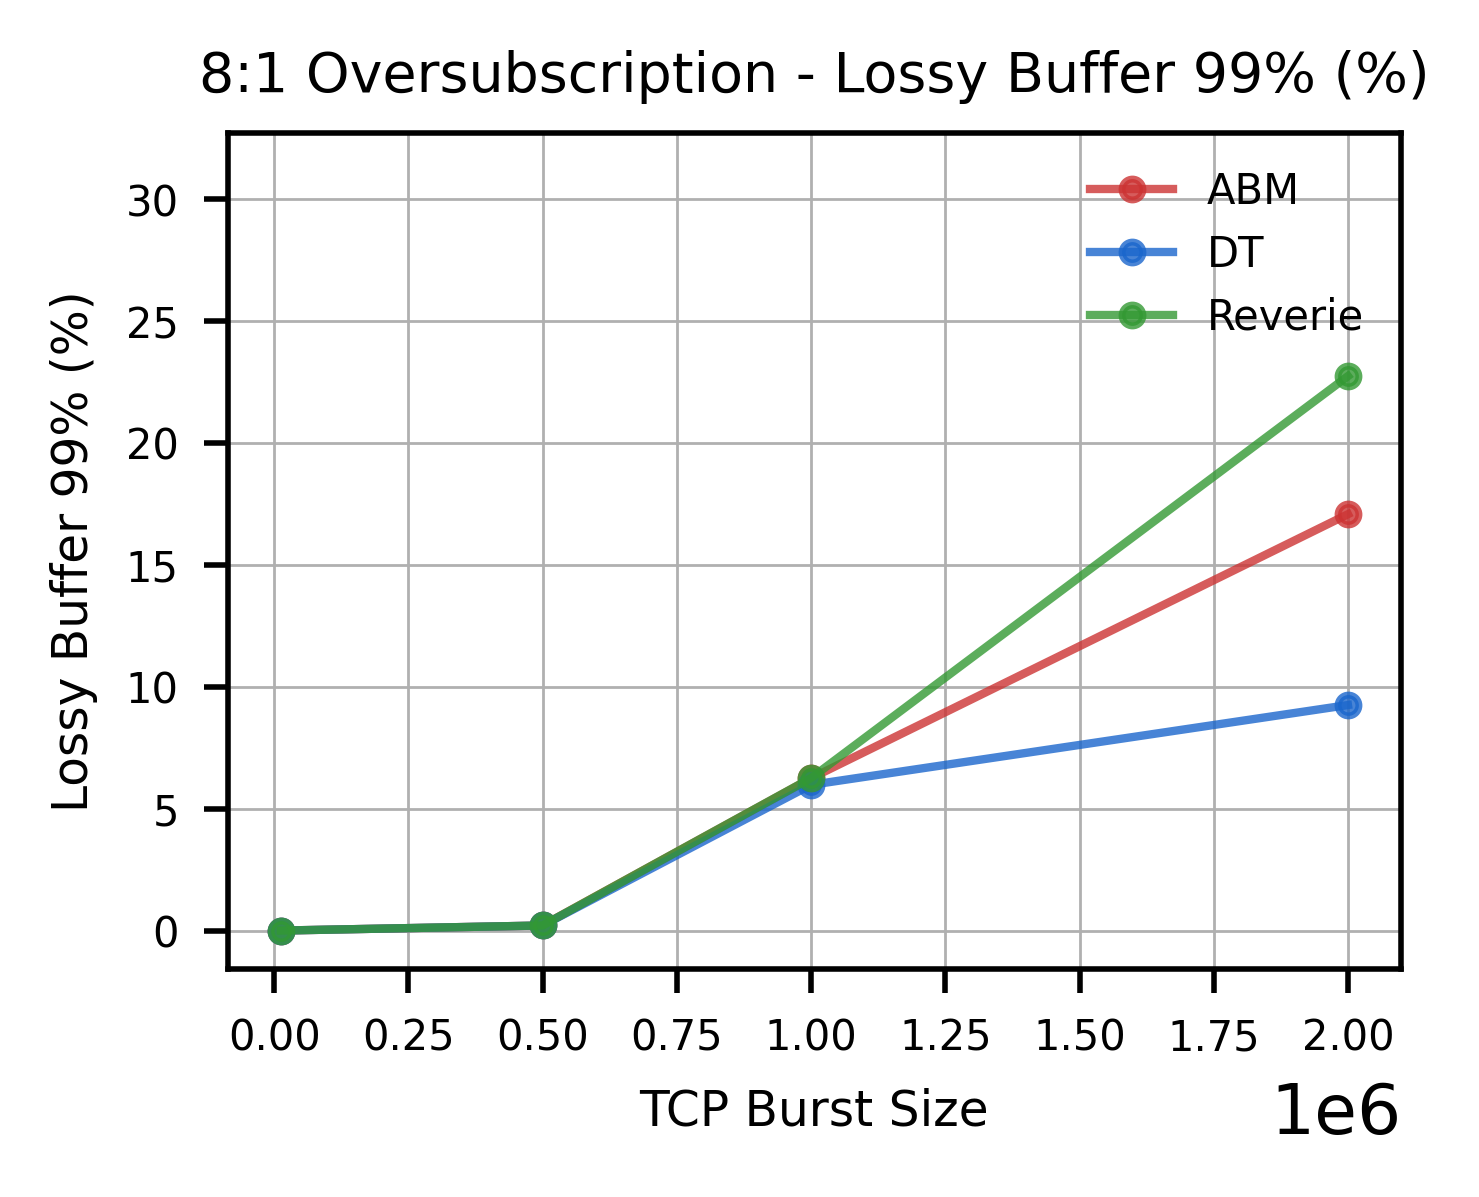 8:1 Oversubscription - Lossy Buffer 99% (%)
Lossy Buffer 99% (%)
30
25
20
15
10
5
0
ABM
DT
Reverie
0.00 0.25 0.50 0.75 1.00 1.25 1.50 1.75 2.00
TCP Burst Size
1e6